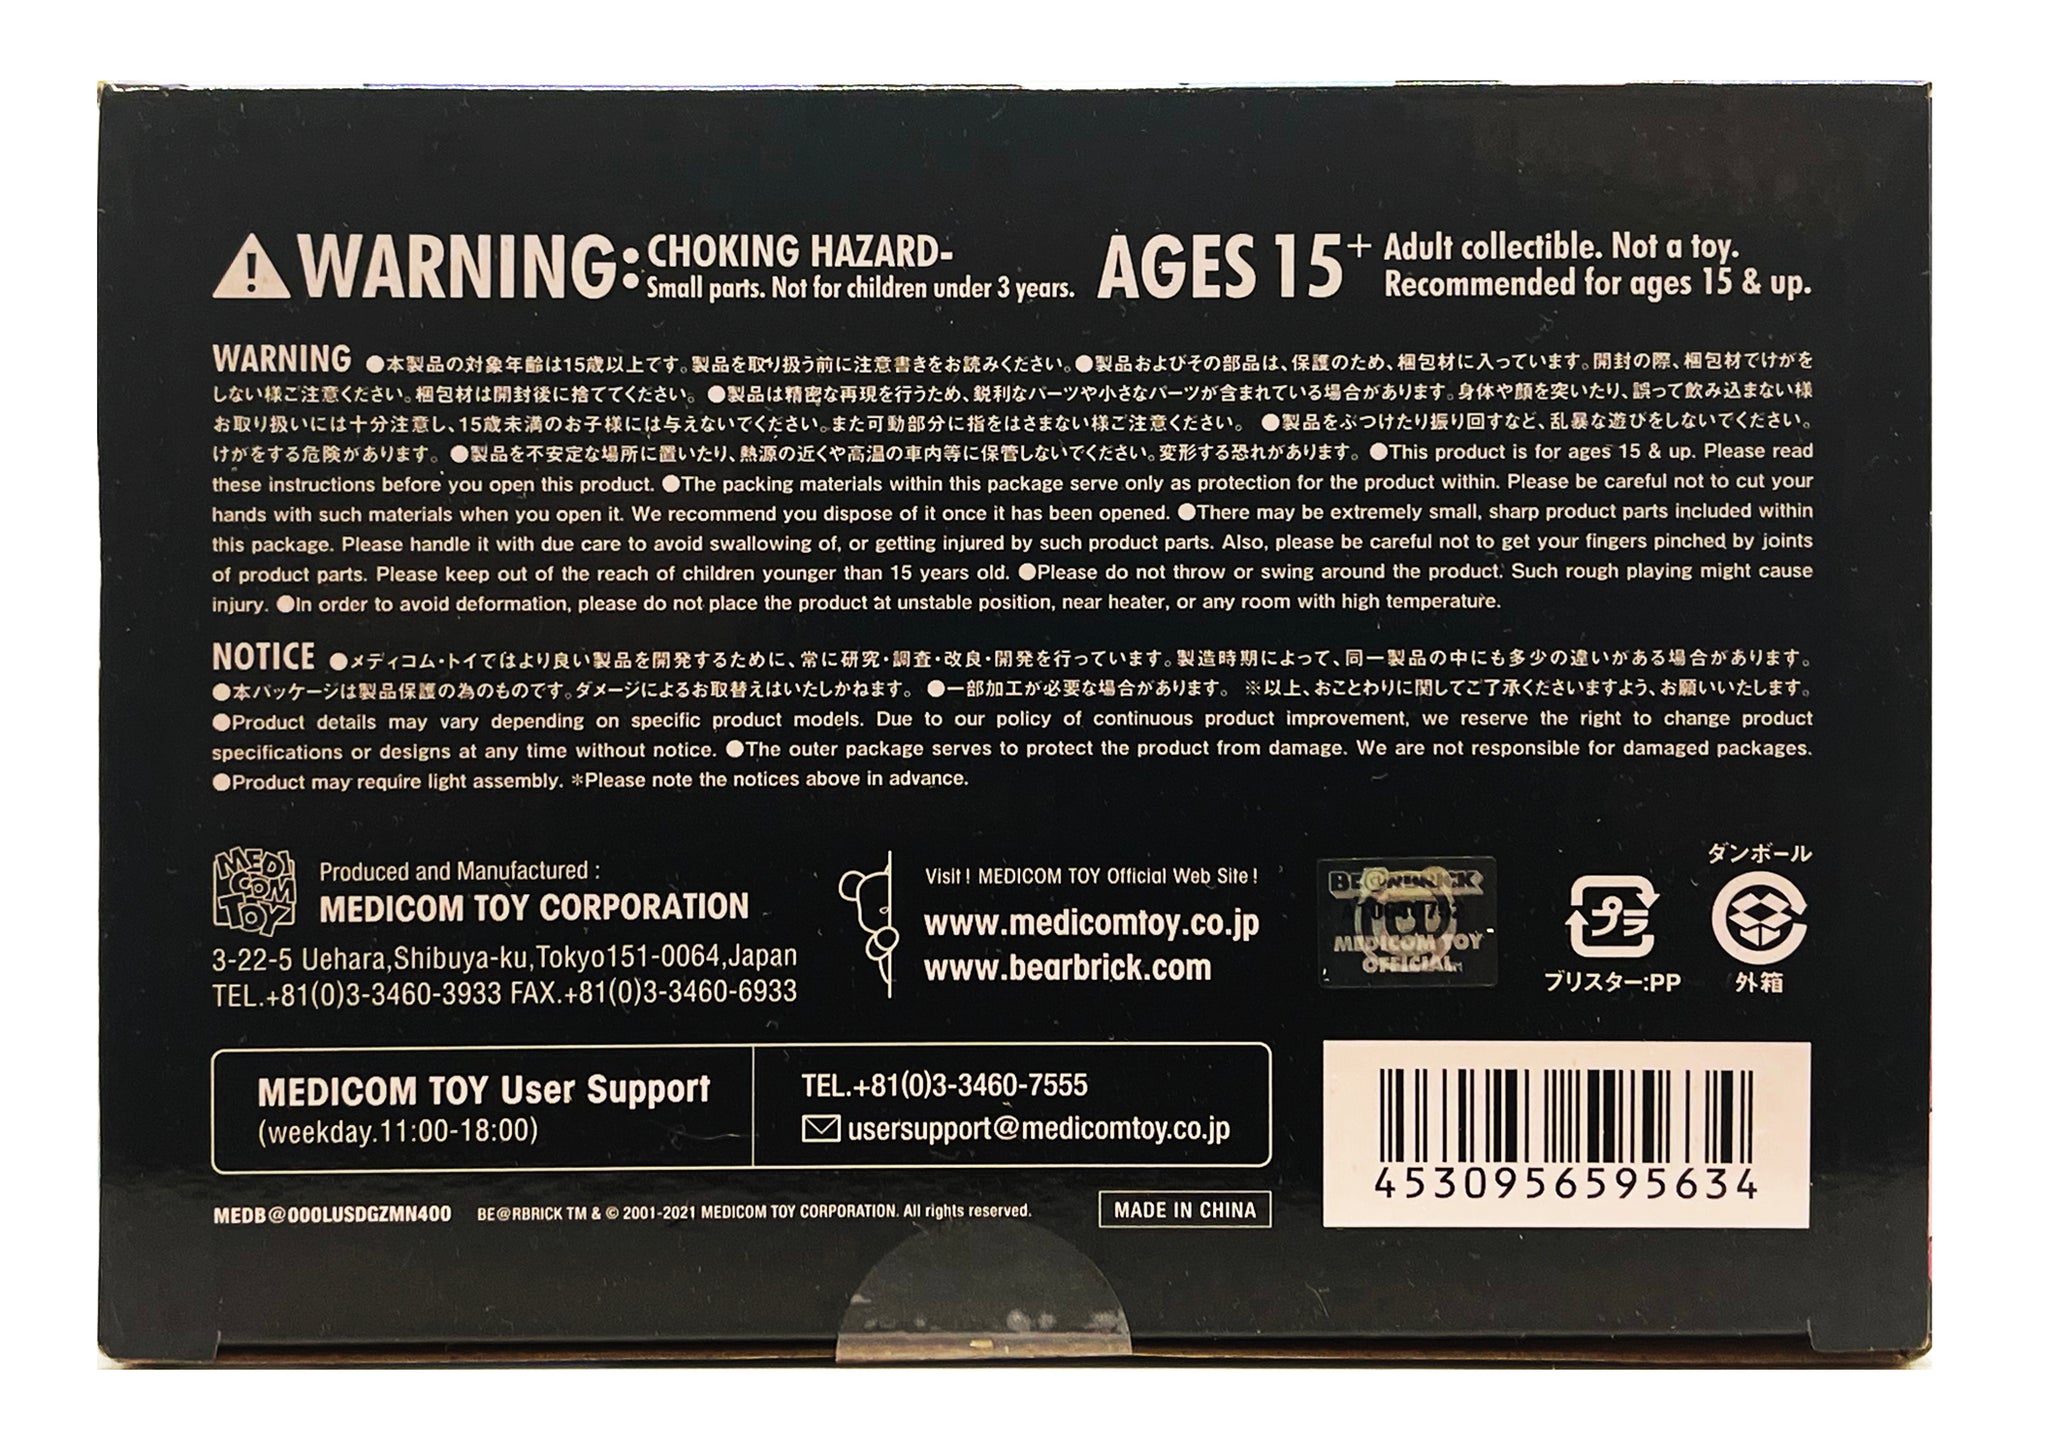 WARNING: CHOKING HAZARD-
Small parts. Not for children under 3 years.
AGES 15+ Adult collectible. Not a toy.
Recommended for ages 15 & up.
WARNING ●本製品の対象年齢は15歳以上です。製品を取り扱う前に注意書きをお読みください。●製品およびその部品は、保護のため、梱包材に入っています。開封の際、梱包材でけがを
しない様ご注意ください。梱包材は開封後に捨ててください。 ●製品は精密な再現を行うため、鋭利なパーツや小さなパーツが含まれている場合があります。身体や顔を突いたり、誤って飲み込まない様
お取り扱いには十分注意し、15歳未満のお子様には与えないでください。また可動部分に指をはさまない様ご注意ください。 ●製品をぶつけたり振り回すなど、乱暴な遊びをしないでください。
けがをする危険があります。 ●製品を不安定な場所に置いたり、熱源の近くや高温の車内等に保管しないでください。変形する恐れがあります。 ●This product is for ages 15 & up. Please read
these instructions before you open this product. ●The packing materials within this package serve only as protection for the product within. Please be careful not to cut your
hands with such materials when you open it. We recommend you dispose of it once it has been opened. ●There may be extremely small, sharp product parts included within
this package. Please handle it with due care to avoid swallowing of, or getting injured by such product parts. Also, please be careful not to get your fingers pinched by joints
of product parts. Please keep out of the reach of children younger than 15 years old. ●Please do not throw or swing around the product. Such rough playing might cause
injury. ●In order to avoid deformation, please do not place the product at unstable position, near heater, or any room with high temperature.
NOTICE ●メディコム・トイではより良い製品を開発するために、常に研究・調査・改良・開発を行っています。製造時期によって、同一製品の中にも多少の違いがある場合があります。
●本パッケージは製品保護の為のものです。ダメージによるお取替えはいたしかねます。 ●一部加工が必要な場合があります。 ※以上、おことわりに関してご了承くださいますよう、お願いいたします。
●Product details may vary depending on specific product models. Due to our policy of continuous product improvement, we reserve the right to change product
specifications or designs at any time without notice. ●The outer package serves to protect the product from damage. We are not responsible for damaged packages.
●Product may require light assembly. *Please note the notices above in advance.
MEDI
COM
TOY
Produced and Manufactured :
MEDICOM TOY CORPORATION
3-22-5 Uehara,Shibuya-ku,Tokyo151-0064,Japan
TEL.+81(0)3-3460-3933 FAX.+81(0)3-3460-6933
Visit! MEDICOM TOY Official Web Site!
www.medicomtoy.co.jp
www.bearbrick.com
BE@RBRICK
MEDICOM TOY
OFFICIAL
プラ
ブリスター:PP
ダンボール
外箱
MEDICOM TOY User Support
(weekday.11:00-18:00)
TEL.+81(0)3-3460-7555
usersupport@medicomtoy.co.jp
4530956595634
MEDB@000LUSDGZMN400 BE@RBRICK TM & © 2001-2021 MEDICOM TOY CORPORATION. All rights reserved.
MADE IN CHINA